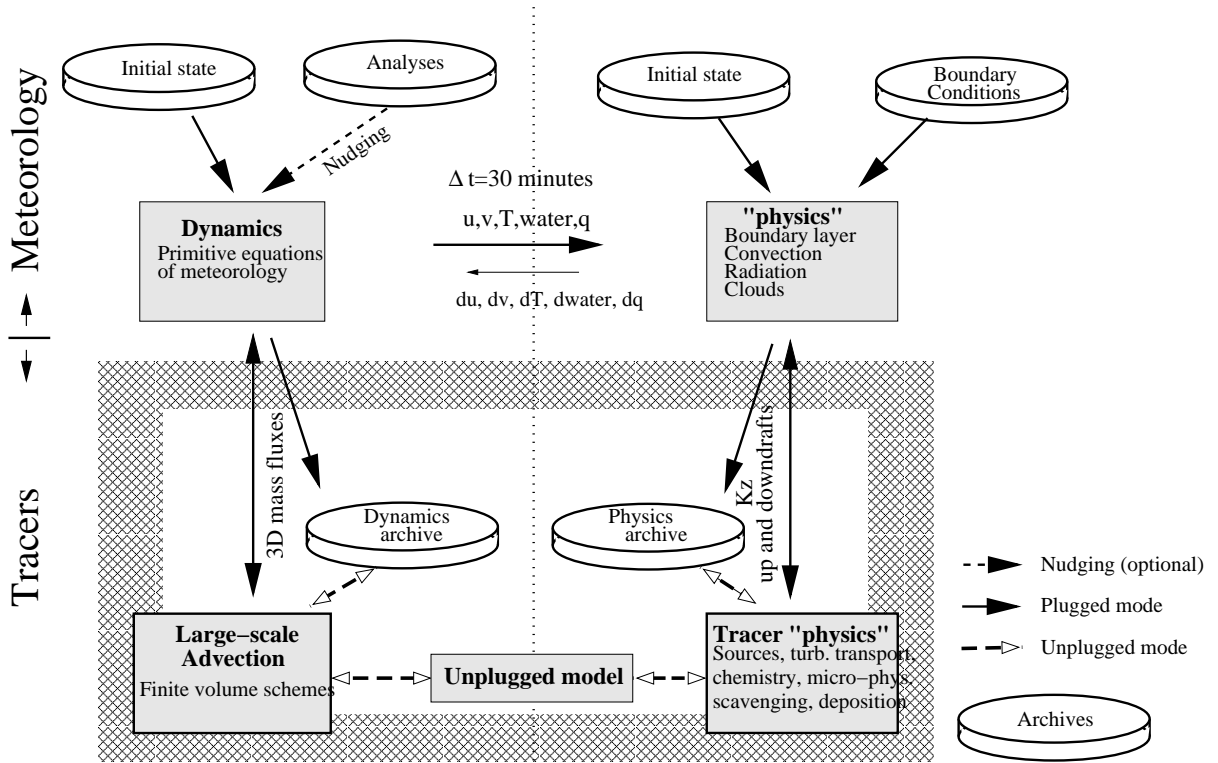 Meteorology
Tracers
Initial state
Analyses
Nudging
Initial state
Boundary
Conditions
Δ t=30 minutes
u,v,T,water,q
du, dv, dT, dwater, dq
Dynamics
Primitive equations
of meteorology
"physics"
Boundary layer
Convection
Radiation
Clouds
3D mass fluxes
Dynamics
archive
Physics
archive
Kz
up and downdrafts
Large−scale
Advection
Finite volume schemes
Unplugged model
Tracer "physics"
Sources, turb. transport,
chemistry, micro−phys,
scavenging, deposition
Nudging (optional)
Plugged mode
Unplugged mode
Archives